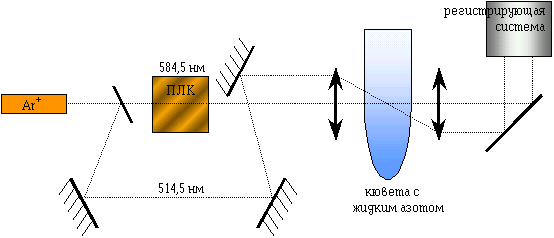 регистрирующая
система
584,5 нм
ПЛК
Ar+
514,5 нм
кювета с
жидким азотом